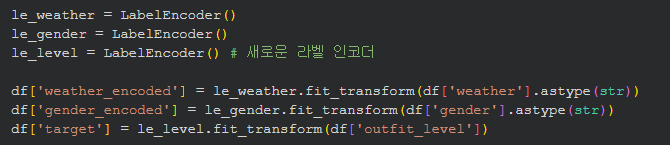 le_weather = LabelEncoder()
le_gender = LabelEncoder()
le_level = LabelEncoder() # 새로운 라벨 인코더
df['weather_encoded'] = le_weather.fit_transform(df['weather'].astype(str))
df['gender_encoded'] = le_gender.fit_transform(df['gender'].astype(str))
df['target'] = le_level.fit_transform(df['outfit_level'])